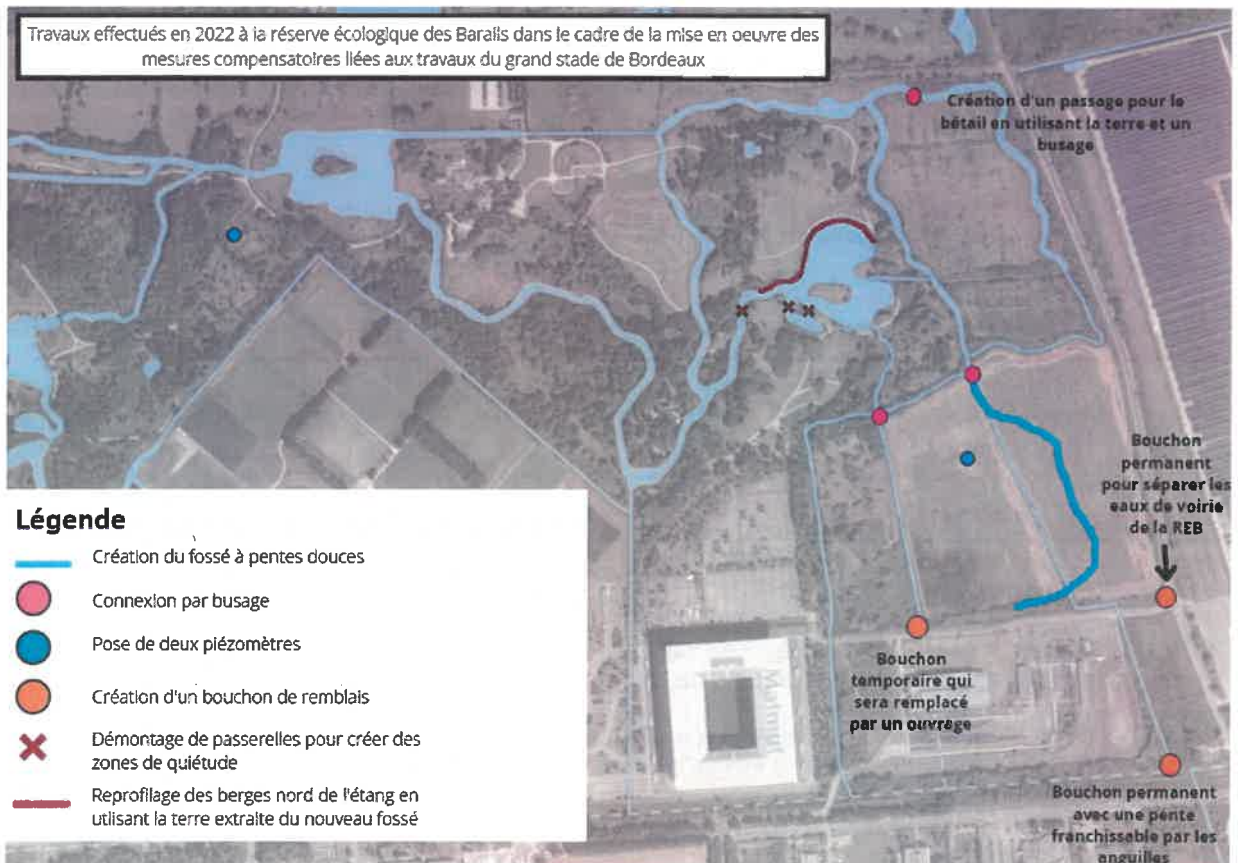 Travaux effectués en 2022 à la réserve écologique des Barails dans le cadre de la mise en oeuvre des
mesures compensatoires liées aux travaux du grand stade de Bordeaux
Création d'un passage pour le
bétail en utilisant la terre et un
busage
Bouchon
permanent
pour séparer les
eaux de voirie
de la REB
Légende
Création du fossé à pentes douces
Connexion par busage
Pose de deux piézomètres
Création d'un bouchon de remblais
Démontage de passerelles pour créer des
zones de quiétude
Reprofilage des berges nord de l'étang en
utilisant la terre extraite du nouveau fossé
Matmut
Bouchon
temporaire qui
sera remplacé
par un ouvrage
Bouchon permanent
avec une pente
franchissable par les
anguilles